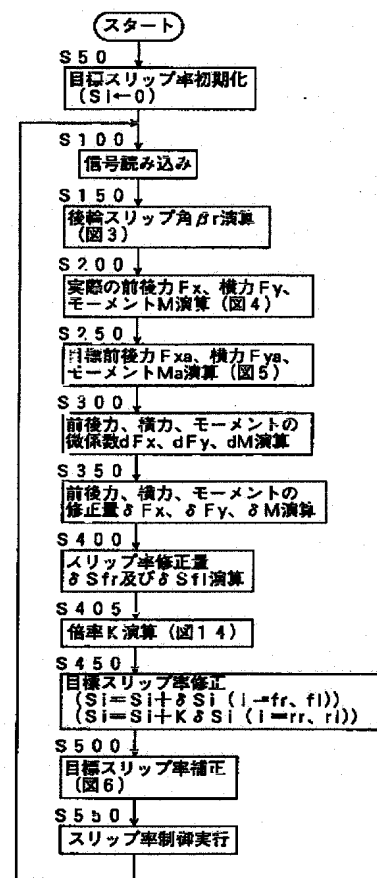 スタート
S50
目標スリップ率初期化
(Si←0)
S100
信号読み込み
S150
後輪スリップ角βr演算
(図3)
S200
実際の前後力Fx、横力Fy、
モーメントM演算(図4)
S250
目標前後力Fxa、横力Fya、
モーメントMa演算(図5)
S300
前後力、横力、モーメントの
微係数dFx、dFy、dM演算
S350
前後力、横力、モーメントの
修正量δFx、δFy、δM演算
S400
スリップ率修正量
δSfr及びδSfl演算
S405
倍率K演算(図14)
S450
目標スリップ率修正
(Si=Si+δSi (i=fr、fl))
(Si=Si+KδSi (i=rr、rl))
S500
目標スリップ率補正
(図6)
S550
スリップ率制御実行